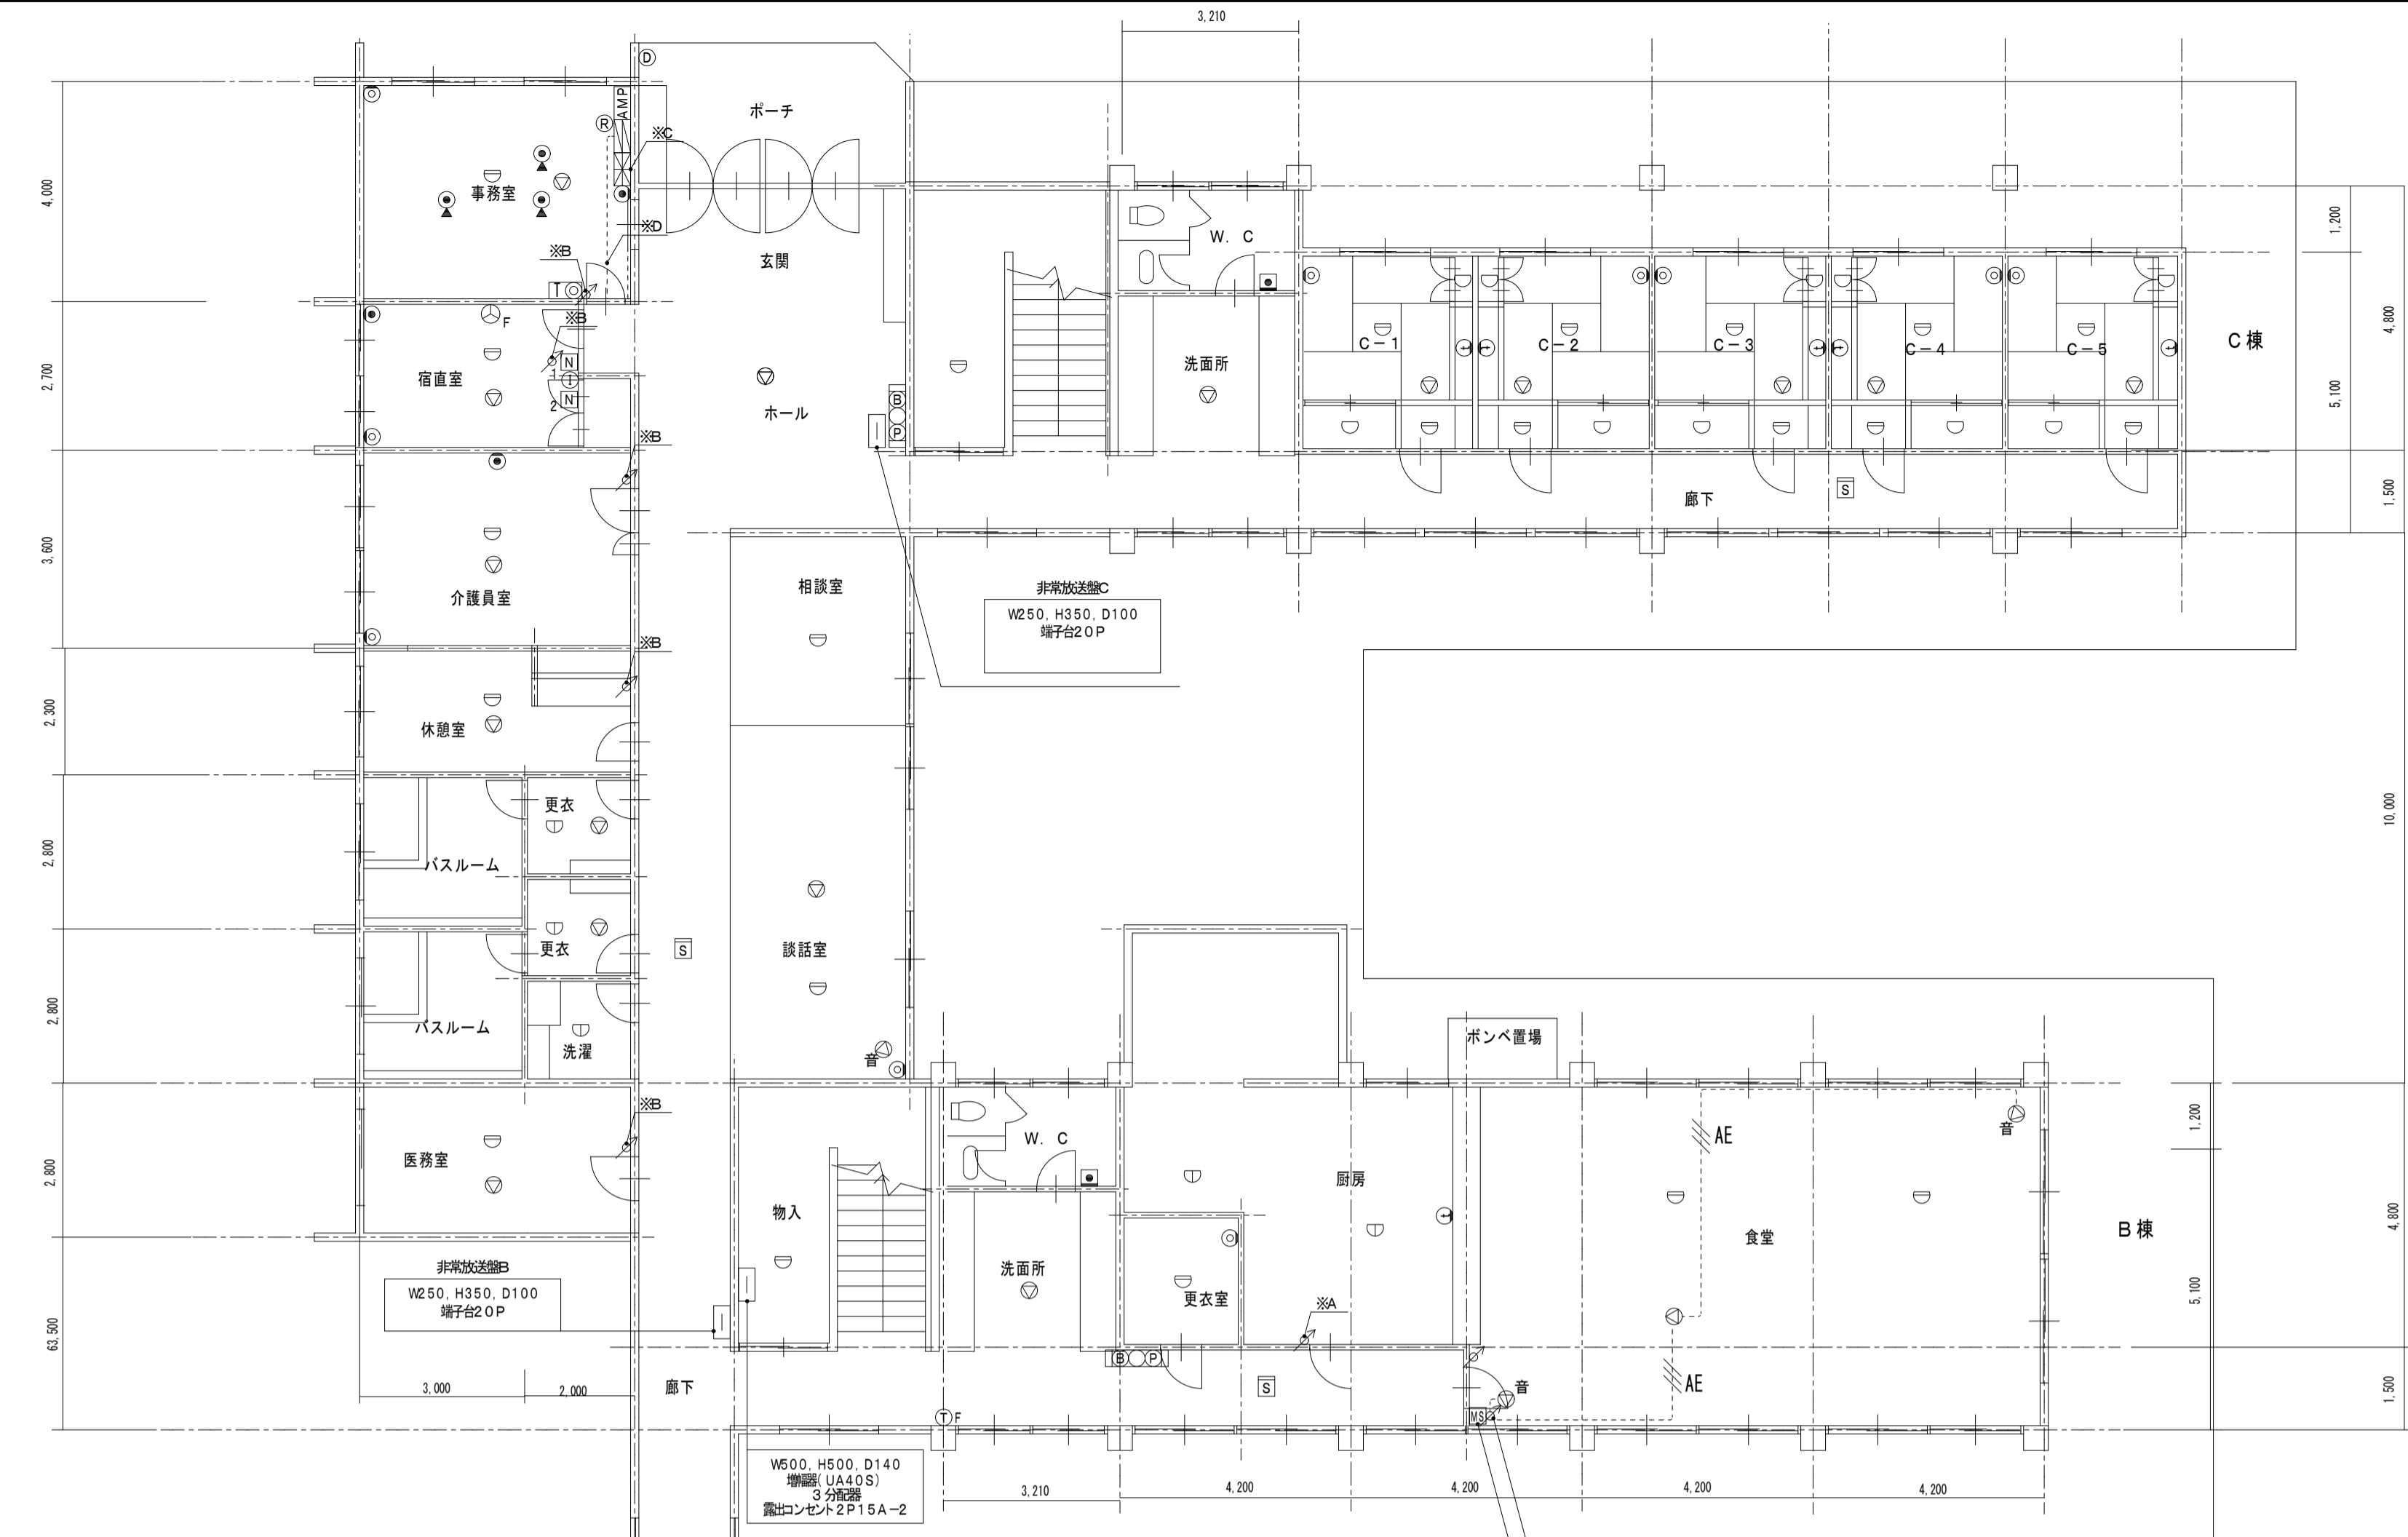 3,210
D
AMP
ポーチ
R
※C
4,000
事務室
※D
※B
玄関
W. C
1,200
T
F
※B
N
1
I
N
2
宿直室
2,700
ホール
B
P
洗面所
C-1
C-2
C-3
C-4
C-5
C棟
4,800
5,100
※B
廊下
S
1,500
3,600
介護員室
相談室
非常放送盤C
W250, H350, D100
端子台20P
※B
2,300
休憩室
更衣
2,800
バスルーム
10,000
更衣
S
談話室
2,800
バスルーム
洗濯
音
ボンベ置場
※B
医務室
2,800
W. C
AE
音
1,200
厨房
物入
t
食堂
B棟
4,800
非常放送盤B
W250, H350, D100
端子台20P
洗面所
更衣室
※A
5,100
63,500
B
P
3,000
2,000
廊下
S
AE
音
1,500
T
F
MS
W500, H500, D140
増幅器(UA40S)
3分配器
露出コンセント2P15A-2
3,210
4,200
4,200
4,200
4,200